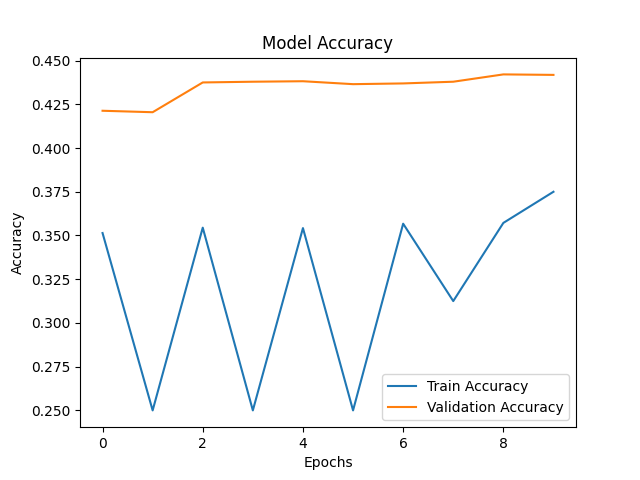 Model Accuracy
0.450
0.425
0.400
0.375
0.350
0.325
0.300
0.275
0.250
Accuracy
Train Accuracy
Validation Accuracy
0 2 4 6 8
Epochs